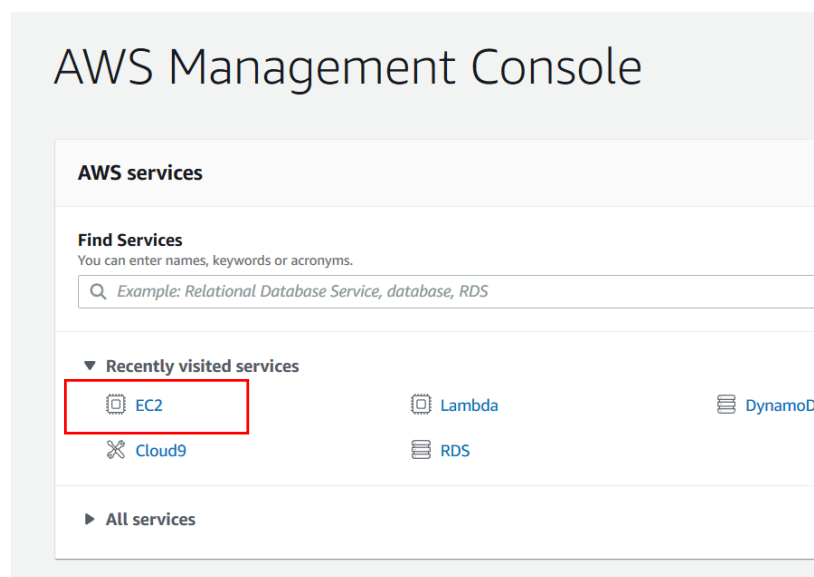 AWS Management Console
AWS services
Find Services
You can enter names, keywords or acronyms.
Example: Relational Database Service, database, RDS
Recently visited services
EC2 Lambda DynamoD
Cloud9 RDS
All services